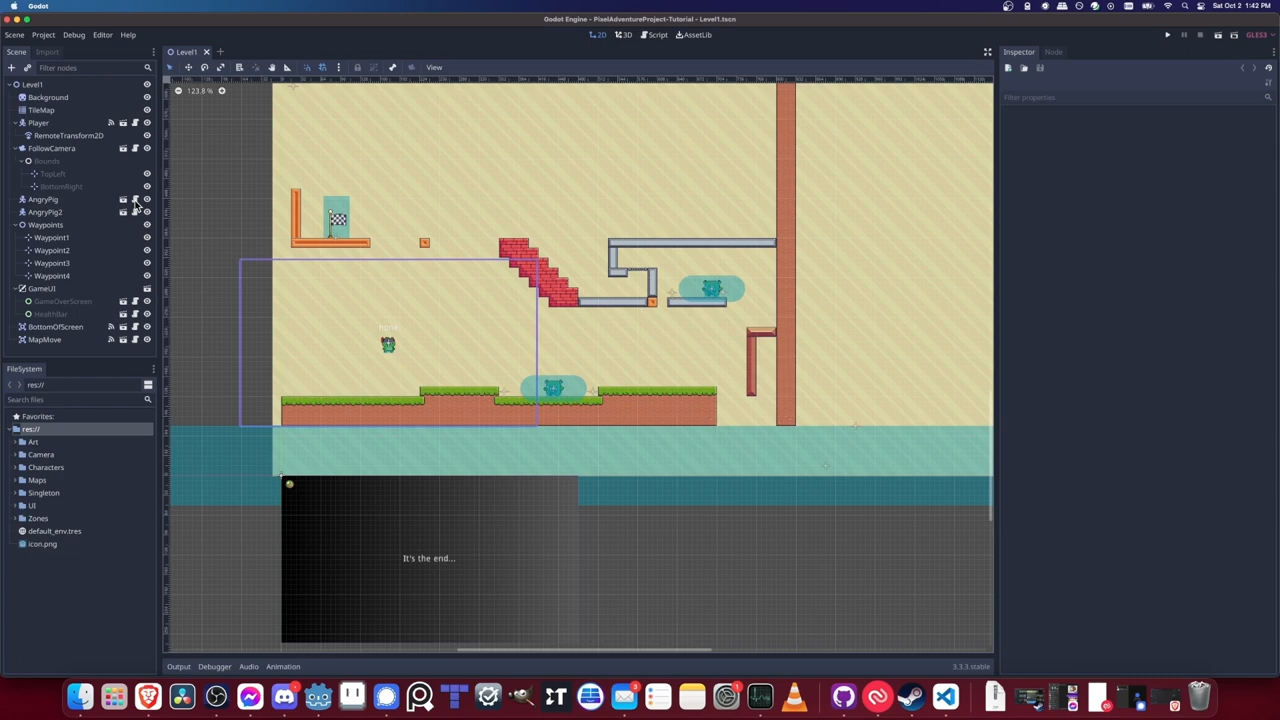 Godot
Sat Oct 2 1:42 PM
Godot Engine - PixelAdventureProject-Tutorial - Level1.tscn
Scene Project Debug Editor Help
2D 3D Script AssetLib
GLES3
Scene Import
Level1
Inspector Node
Filter nodes
View
Filter properties
123.8 %
Level1
Background
TileMap
Player
RemoteTransform2D
FollowCamera
Bounds
TopLeft
BottomRight
AngryPig
AngryPig2
Waypoints
Waypoint1
Waypoint2
Waypoint3
Waypoint4
GameUI
GameOverScreen
HealthBar
BottomOfScreen
MapMove
FileSystem
res://
Search files
Favorites:
res://
Art
Camera
Characters
Maps
Singleton
UI
Zones
default_env.tres
icon.png
It's the end...
Output Debugger Audio Animation
3.3.3.stable